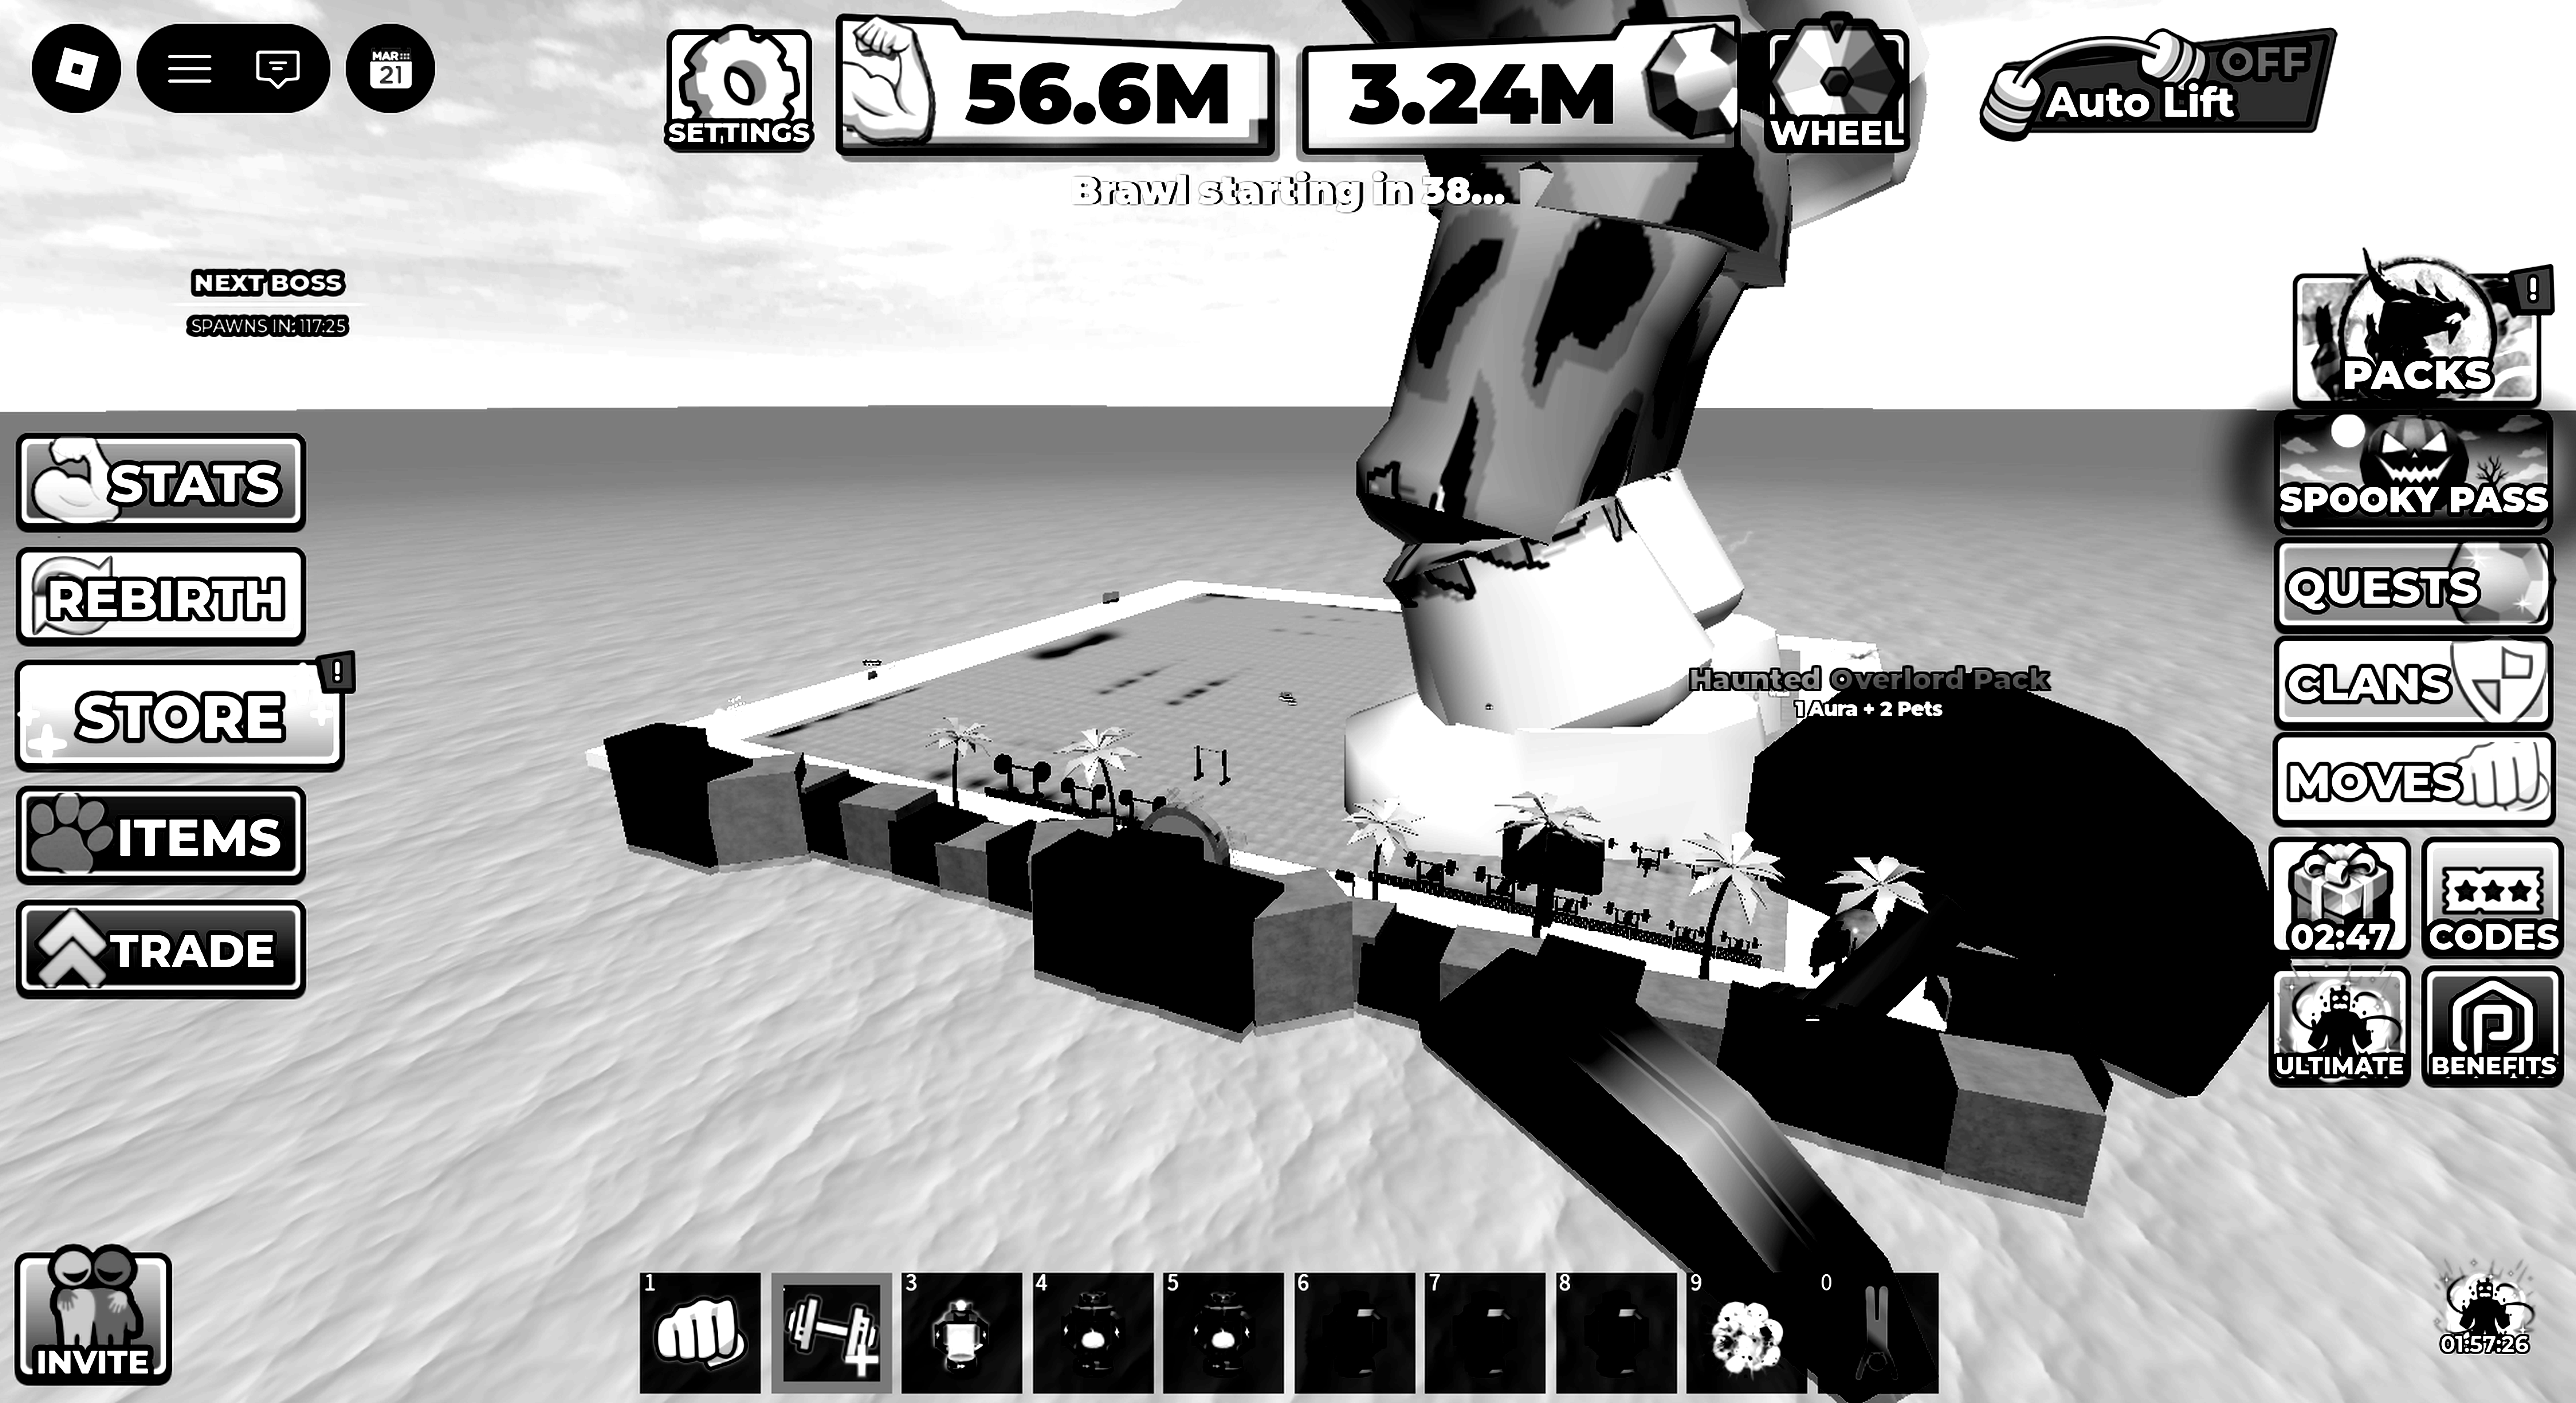 MAR
21
SETTINGS
56.6M
3.24M
WHEEL
OFF
Auto Lift
Brawl starting in 38...
NEXT BOSS
SPAWNS IN: 117:25
!
PACKS
STATS
SPOOKY PASS
REBIRTH
QUESTS
!
STORE
Haunted Overlord Pack
1 Aura + 2 Pets
CLANS
MOVES
ITEMS
02:47
CODES
TRADE
ULTIMATE
BENEFITS
INVITE
1
3
4
5
6
7
8
9
0
01:57:26